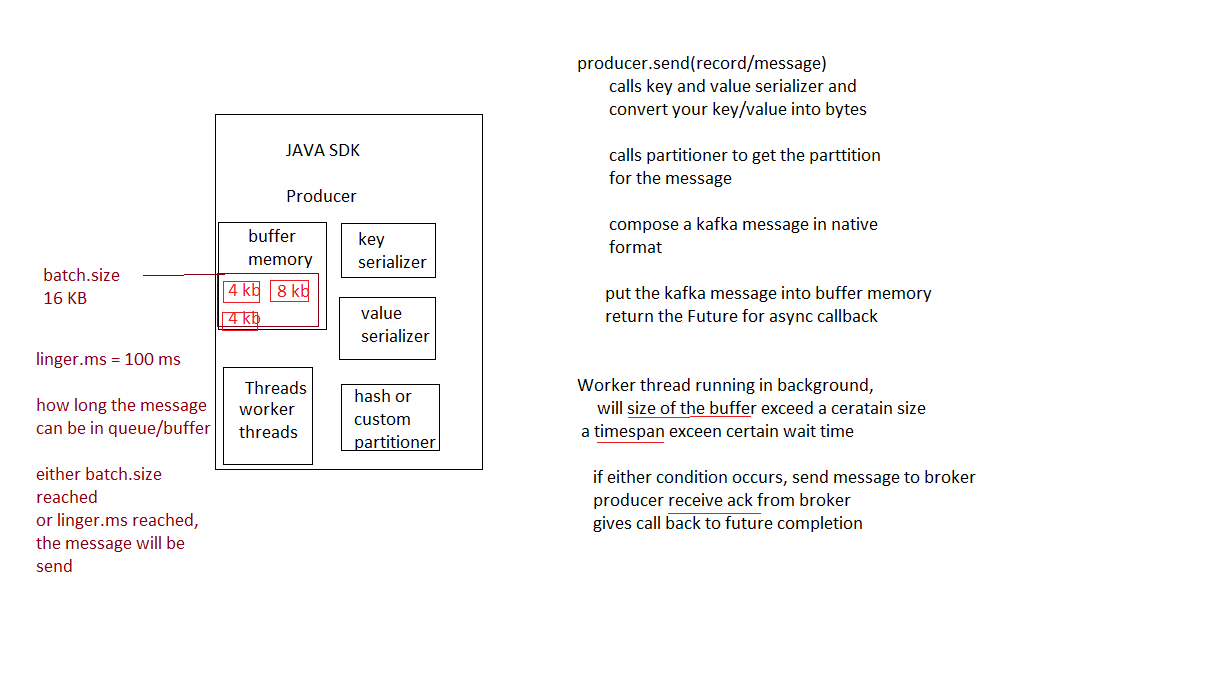 JAVA SDK
Producer
buffer
memory
key
serializer
batch.size
16 KB
4 kb
8 kb
4 kb
value
serializer
linger.ms = 100 ms
how long the message
can be in queue/buffer
Threads
worker
threads
hash or
custom
partitioner
either batch.size
reached
or linger.ms reached,
the message will be
send
producer.send(record/message)
calls key and value serializer and
convert your key/value into bytes
calls partitioner to get the parttition
for the message
compose a kafka message in native
format
put the kafka message into buffer memory
return the Future for async callback
Worker thread running in background,
will size of the buffer exceed a ceratain size
a timespan exceen certain wait time
if either condition occurs, send message to broker
producer receive ack from broker
gives call back to future completion